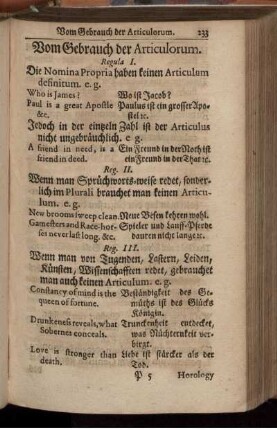 Vom Gebrauch der Articulorum. 233
Vom Gebrauch der Articulorum.
Regula I.
Die Nomina Propria haben keinen Articulum
definitum. e. g.
Who is James? Wo ist Jacob?
Paul is a great Apostle Paulus ist ein grosser Apo-
&c. stel ꝛc.
Jedoch in der eintzeln Zahl ist der Articulus
nicht ungebräuchlich. e g.
A friend in need, is a Ein Freund in der Noth ist
friend in deed. ein Freund in der That ꝛc.
Reg. II.
Wenn man Sprüchworts-weise redet, sonder-
lich im Plurali brauchet man keinen Articu-
lum. e. g.
New brooms sweep clean. Neue Besen kehren wohl.
Gamesters and Race-hor- Spieler und Lauff-Pferde
ses never last long. &c. dauren nicht lange ꝛc.
Reg. III.
Wenn man von Tugenden, Lastern, Leiden,
Künsten, Wissenschafften redet, gebrauchet
man auch keinen Articulum. e. g.
Constancy of mind is the Beständigkeit des Ge-
queen of fortune. müths ist des Glücks
Königin.
Drunkeness reveals, what Trunckenheit entdecket,
Sobernes conceals. was Nüchternkeit ver-
birgt.
Love is stronger than Liebe ist stärcker als der
death. Tod.
P 5 Horology